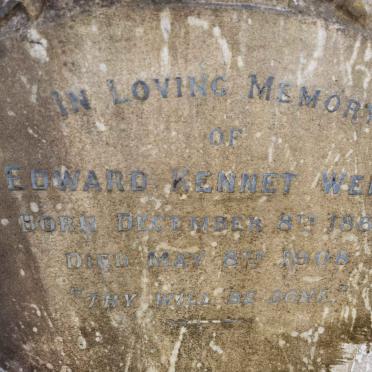 IN LOVING MEMORY
OF
EDWARD KENNET
BORN DECEMBER 8TH
DIED MAY 8TH 1908
"THY WILL BE DONE."